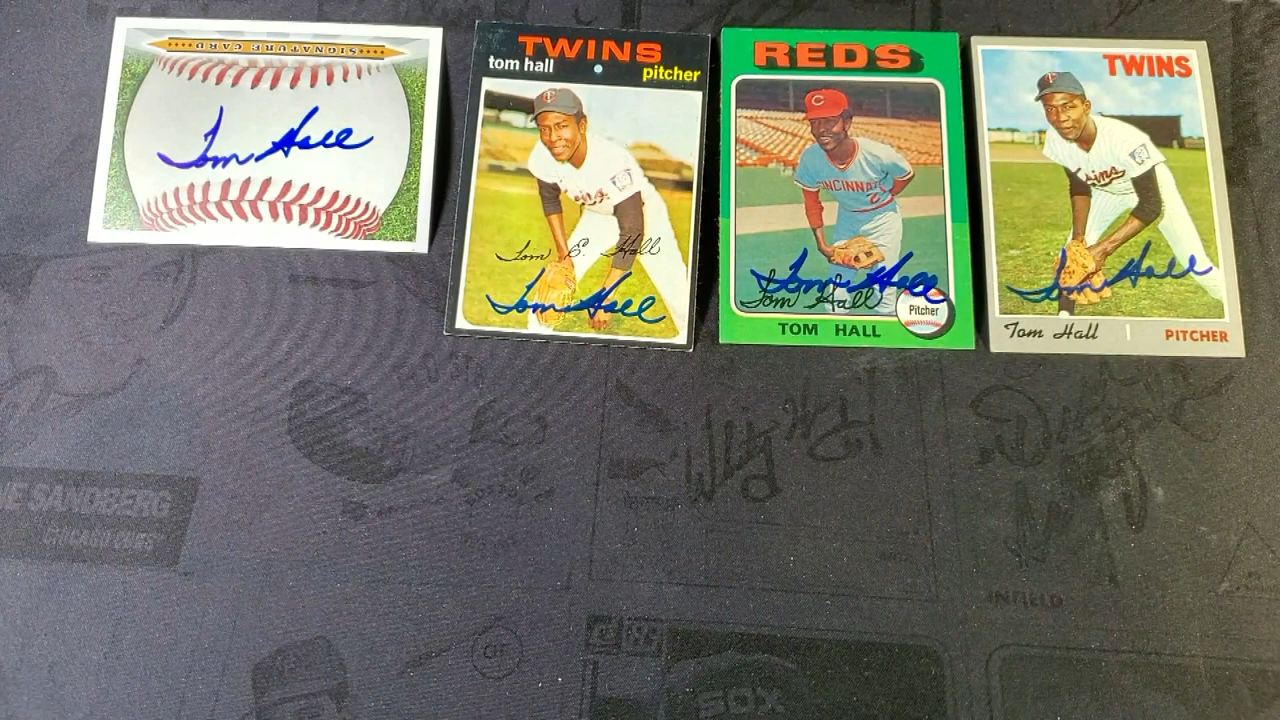 SIGNATURE CARD
Tom Hall
TWINS
tom hall
pitcher
Tom E. Hall
Tom Hall
REDS
CINCINNATI
Tom Hall
Tom Hall
Pitcher
TOM HALL
TWINS
Tom Hall
Tom Hall
PITCHER
NE SANDBERG
CHICAGO CUBS
INFIELD
OF
SOX